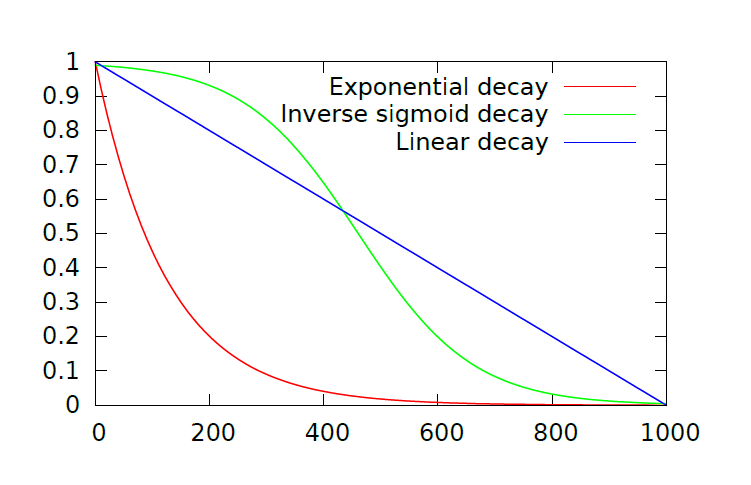 1
0.9
0.8
0.7
0.6
0.5
0.4
0.3
0.2
0.1
0
Exponential decay
Inverse sigmoid decay
Linear decay
0 200 400 600 800 1000